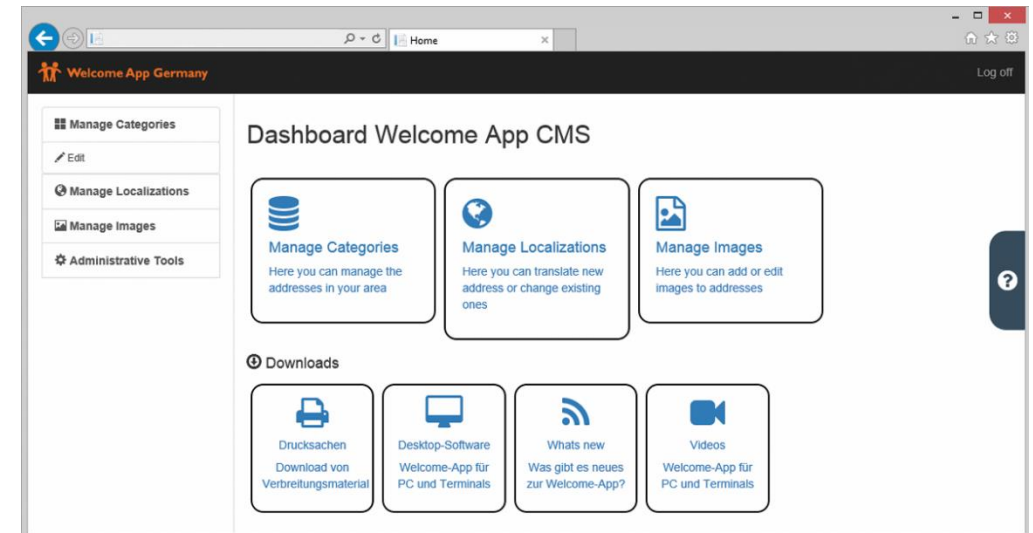 Home
Welcome App Germany
Log off
Manage Categories
Edit
Manage Localizations
Manage Images
Administrative Tools
Dashboard Welcome App CMS
Manage Categories
Here you can manage the
addresses in your area
Manage Localizations
Here you can translate new
address or change existing
ones
Manage Images
Here you can add or edit
images to addresses
Downloads
Drucksachen
Download von
Verbreitungsmaterial
Desktop-Software
Welcome-App für
PC und Terminals
Whats new
Was gibt es neues
zur Welcome-App?
Videos
Welcome-App für
PC und Terminals
?